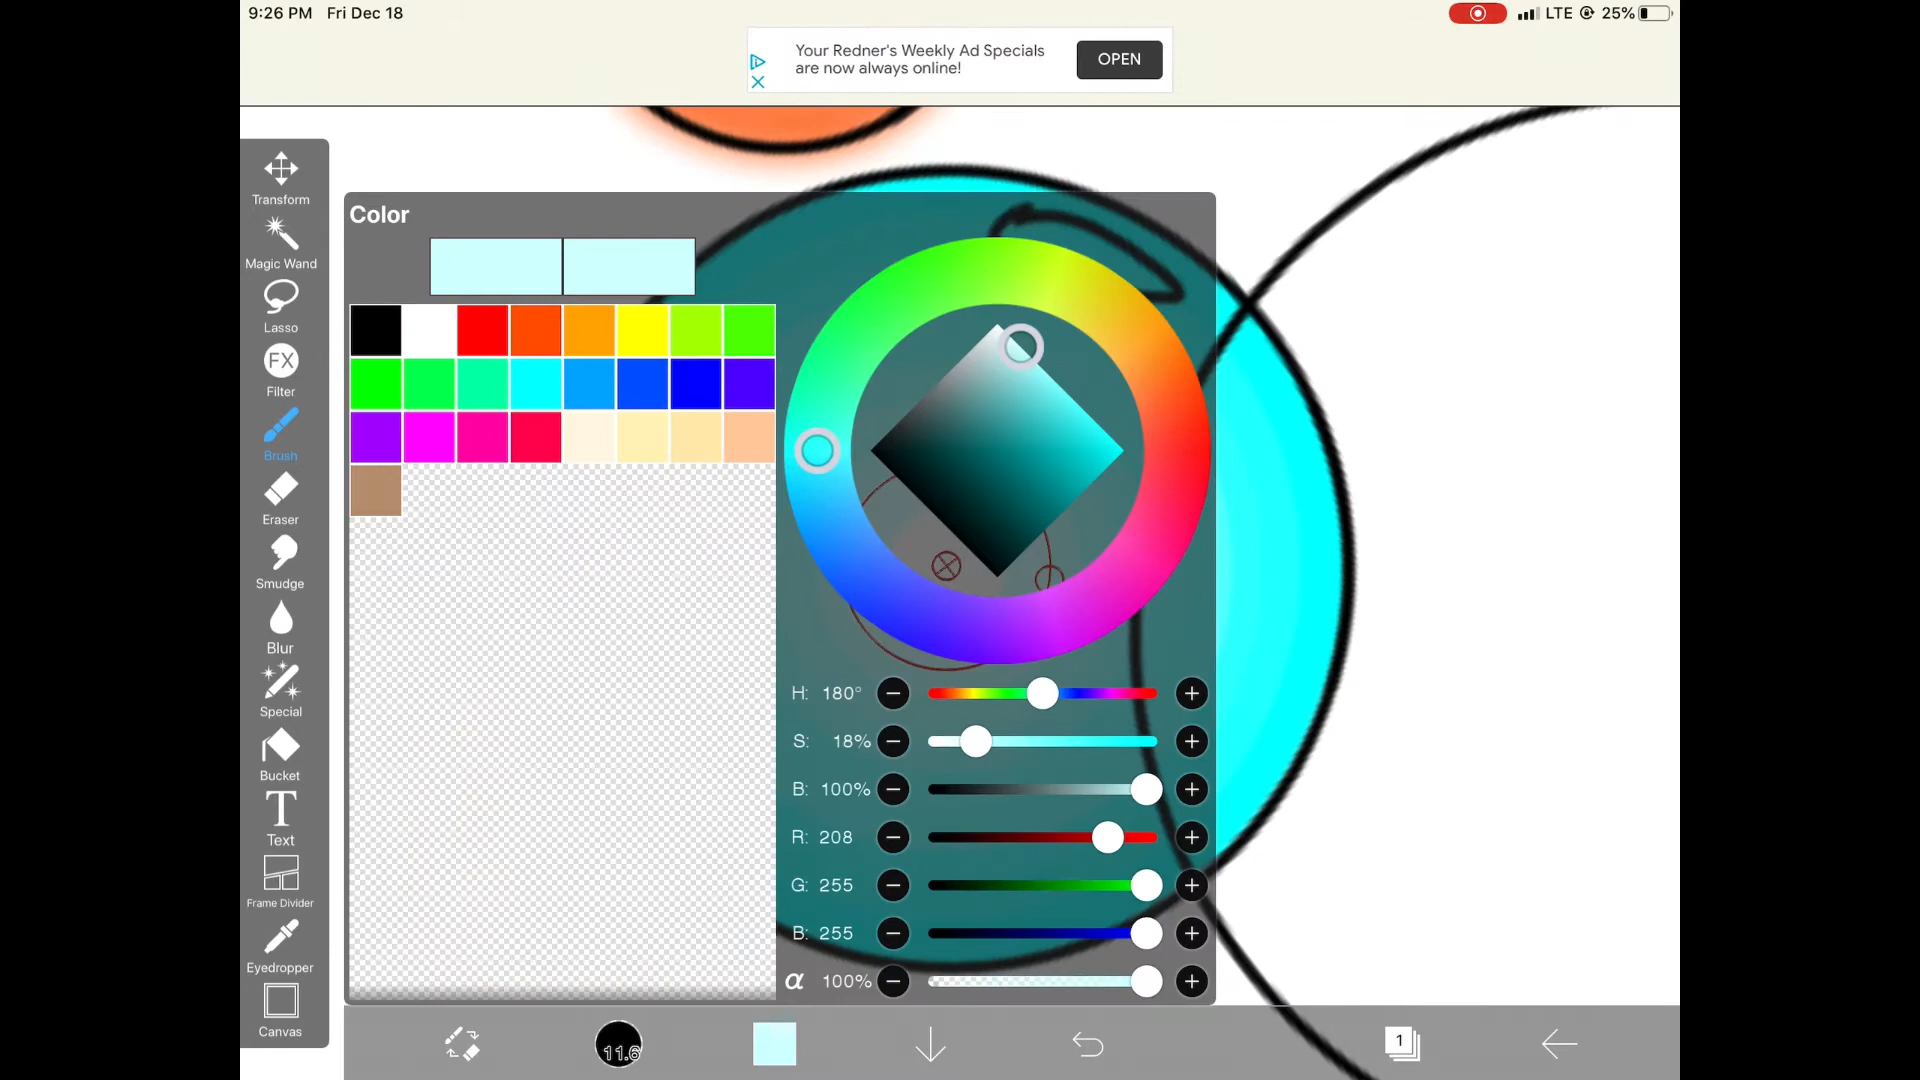 9:26 PM Fri Dec 18
LTE 25%
Your Redner's Weekly Ad Specials
are now always online!
OPEN
Transform
Magic Wand
Lasso
FX
Filter
Brush
Eraser
Smudge
Blur
Special
Bucket
T
Text
Frame Divider
Eyedropper
Canvas
Color
H: 180°
S: 18%
B: 100%
R: 208
G: 255
B: 255
α 100%
11.6
1